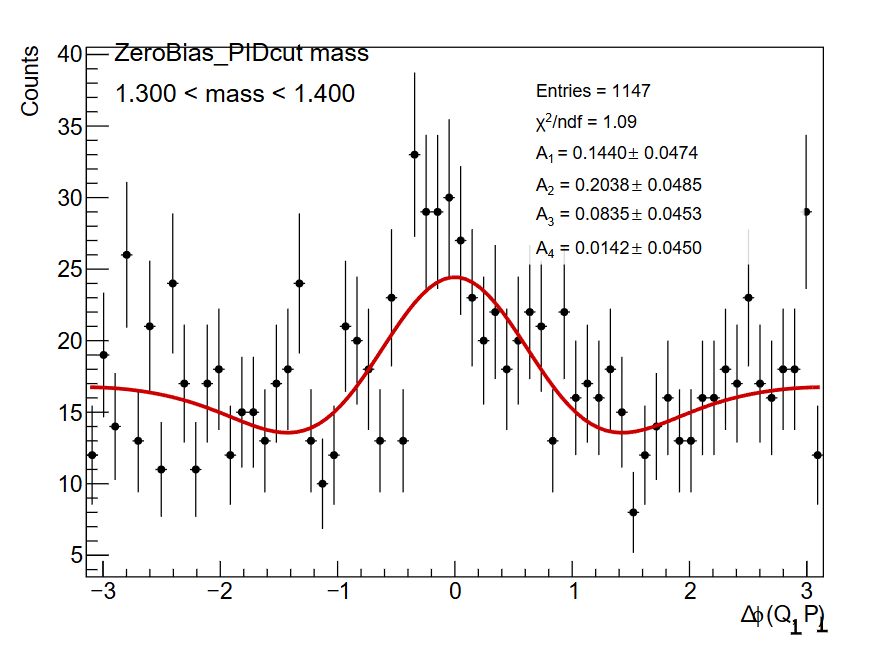 ZeroBias_PIDcut mass
1.300 < mass < 1.400
Entries = 1147
χ²/ndf = 1.09
A₁ = 0.1440± 0.0474
A₂ = 0.2038± 0.0485
A₃ = 0.0835± 0.0453
A₄ = 0.0142± 0.0450
Counts
40
35
30
25
20
15
10
5
−3 −2 −1 0 1 2 3
Δϕ (Q⊥, P⊥)